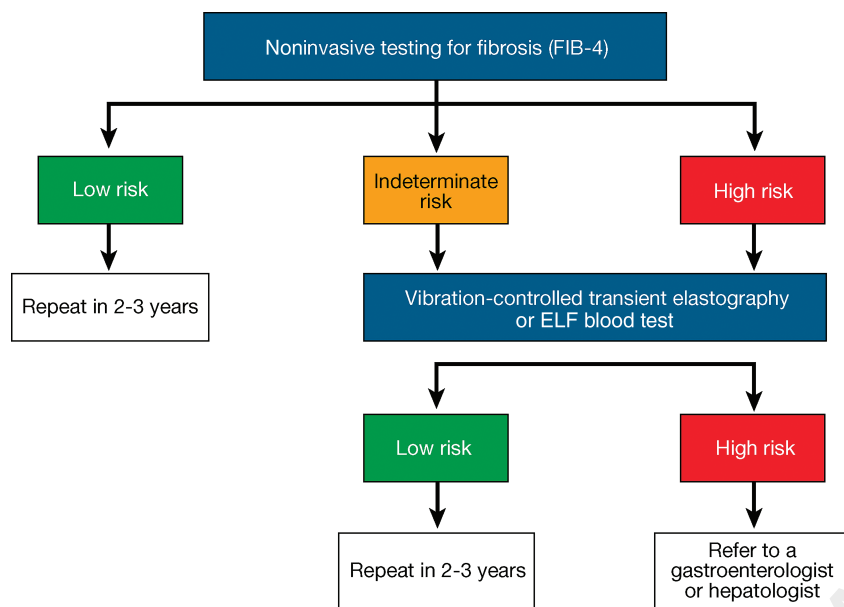 Noninvasive testing for fibrosis (FIB-4)
Low risk
Indeterminate
risk
High risk
Repeat in 2-3 years
Vibration-controlled transient elastography
or ELF blood test
Low risk
High risk
Repeat in 2-3 years
Refer to a
gastroenterologist
or hepatologist